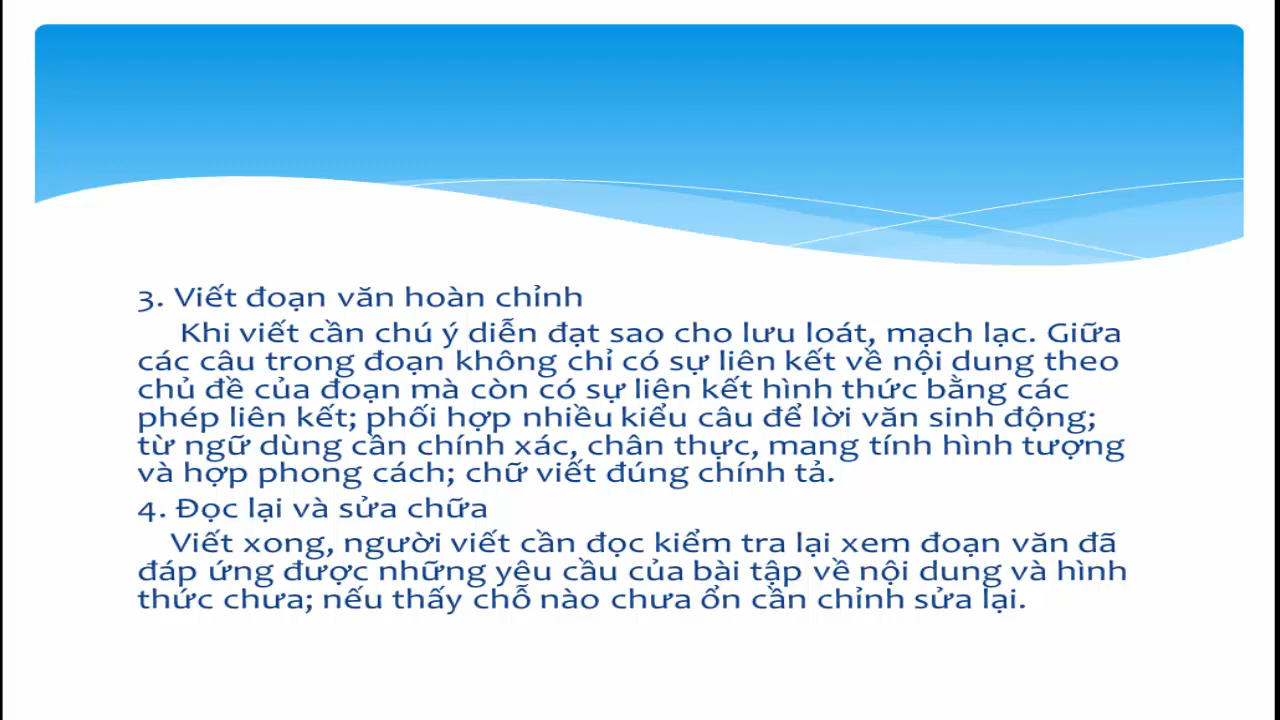 3. Viết đoạn văn hoàn chỉnh
Khi viết cần chú ý diễn đạt sao cho lưu loát, mạch lạc. Giữa
các câu trong đoạn không chỉ có sự liên kết về nội dung theo
chủ đề của đoạn mà còn có sự liên kết hình thức bằng các
phép liên kết; phối hợp nhiều kiểu câu để lời văn sinh động;
từ ngữ dùng cần chính xác, chân thực, mang tính hình tượng
và hợp phong cách; chữ viết đúng chính tả.
4. Đọc lại và sửa chữa
Viết xong, người viết cần đọc kiểm tra lại xem đoạn văn đã
đáp ứng được những yêu cầu của bài tập về nội dung và hình
thức chưa; nếu thấy chỗ nào chưa ổn cần chỉnh sửa lại.